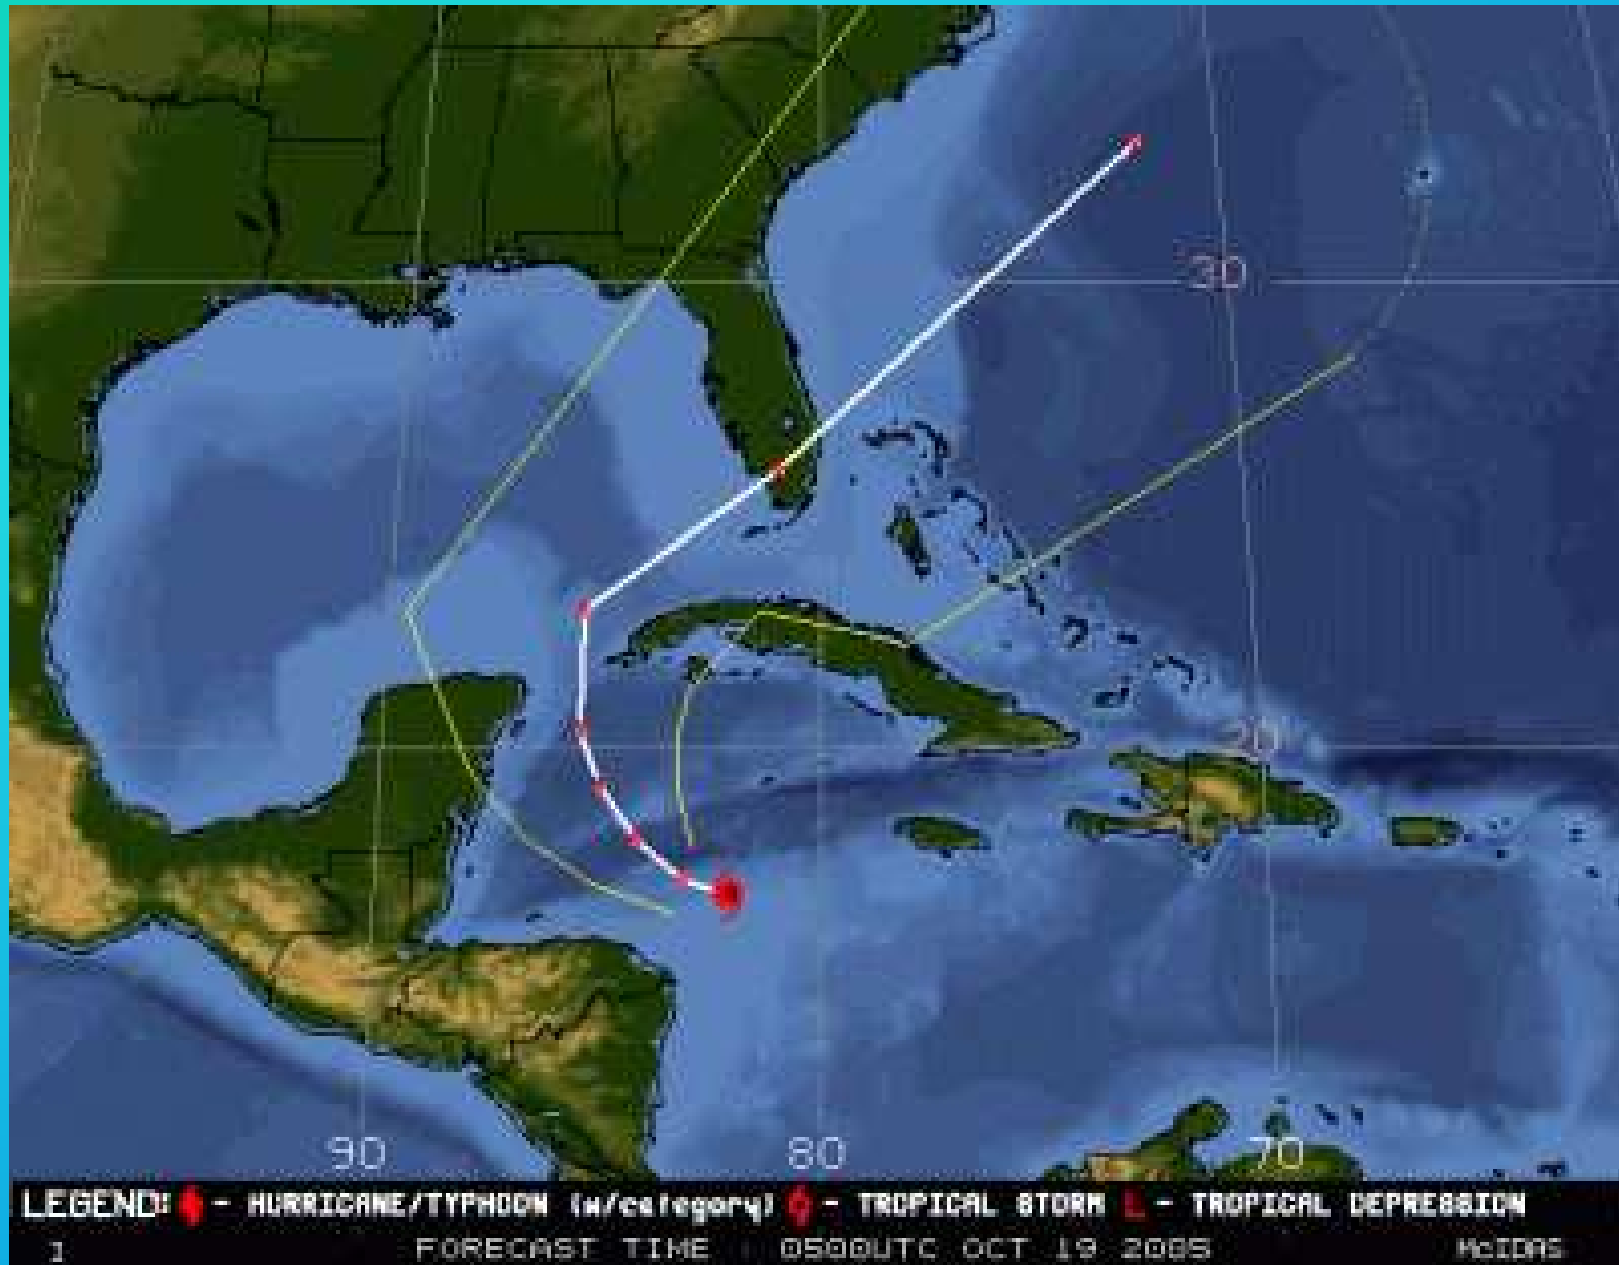 30
20
90 80 70
LEGEND: - HURRICANE/TYPHOON (w/category) - TROPICAL STORM L - TROPICAL DEPRESSION
1 FORECAST TIME : 0500UTC OCT 19 2005 McIDAS